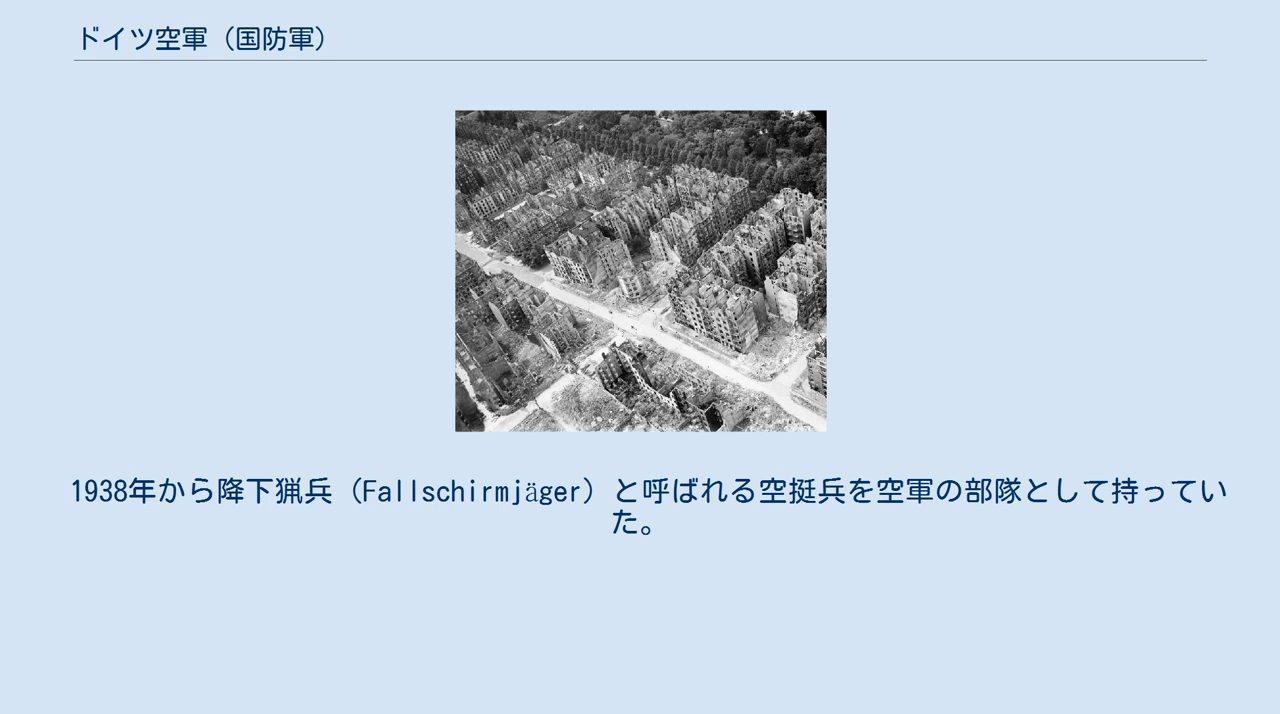 ドイツ空軍（国防軍）
1938年から降下猟兵（Fallschirmjäger）と呼ばれる空挺兵を空軍の部隊として持ってい
た。